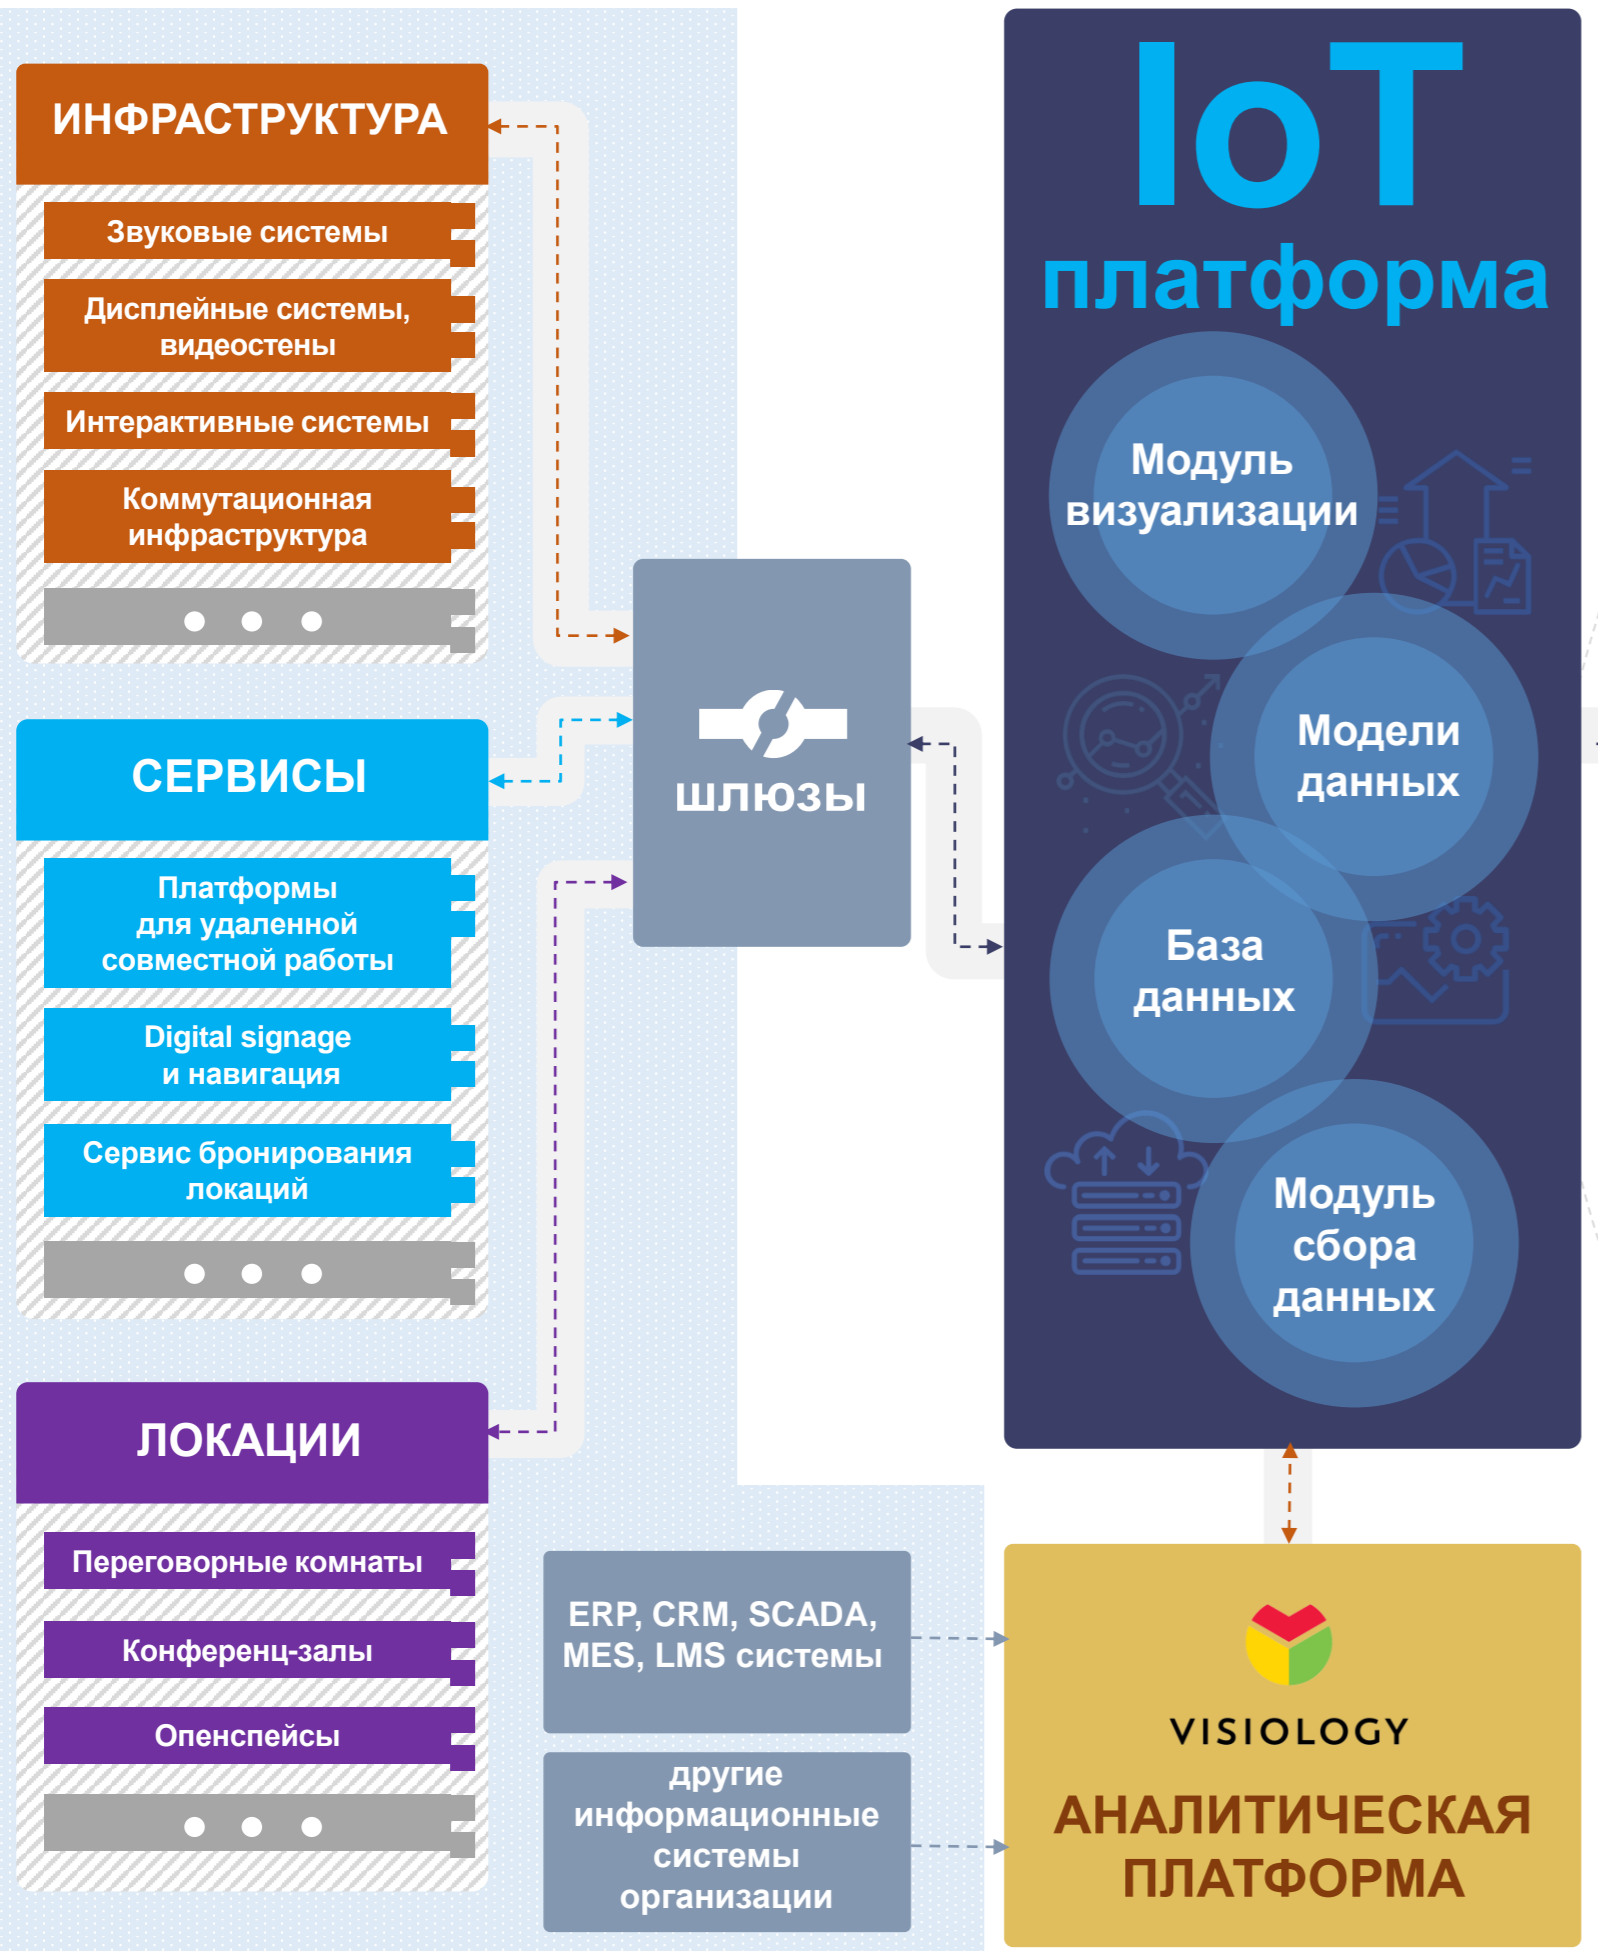 ИНФРАСТРУКТУРА
Звуковые системы
Дисплейные системы,
видеостены
Интерактивные системы
Коммутационная
инфраструктура
СЕРВИСЫ
Платформы
для удаленной
совместной работы
Digital signage
и навигация
Сервис бронирования
локаций
ЛОКАЦИИ
Переговорные комнаты
Конференц-залы
Опенспейсы
шлюзы
IoT
платформа
Модуль
визуализации
Модели
данных
База
данных
Модуль
сбора
данных
ERP, CRM, SCADA,
MES, LMS системы
другие
информационные
системы
организации
VISIOLOGY
АНАЛИТИЧЕСКАЯ
ПЛАТФОРМА